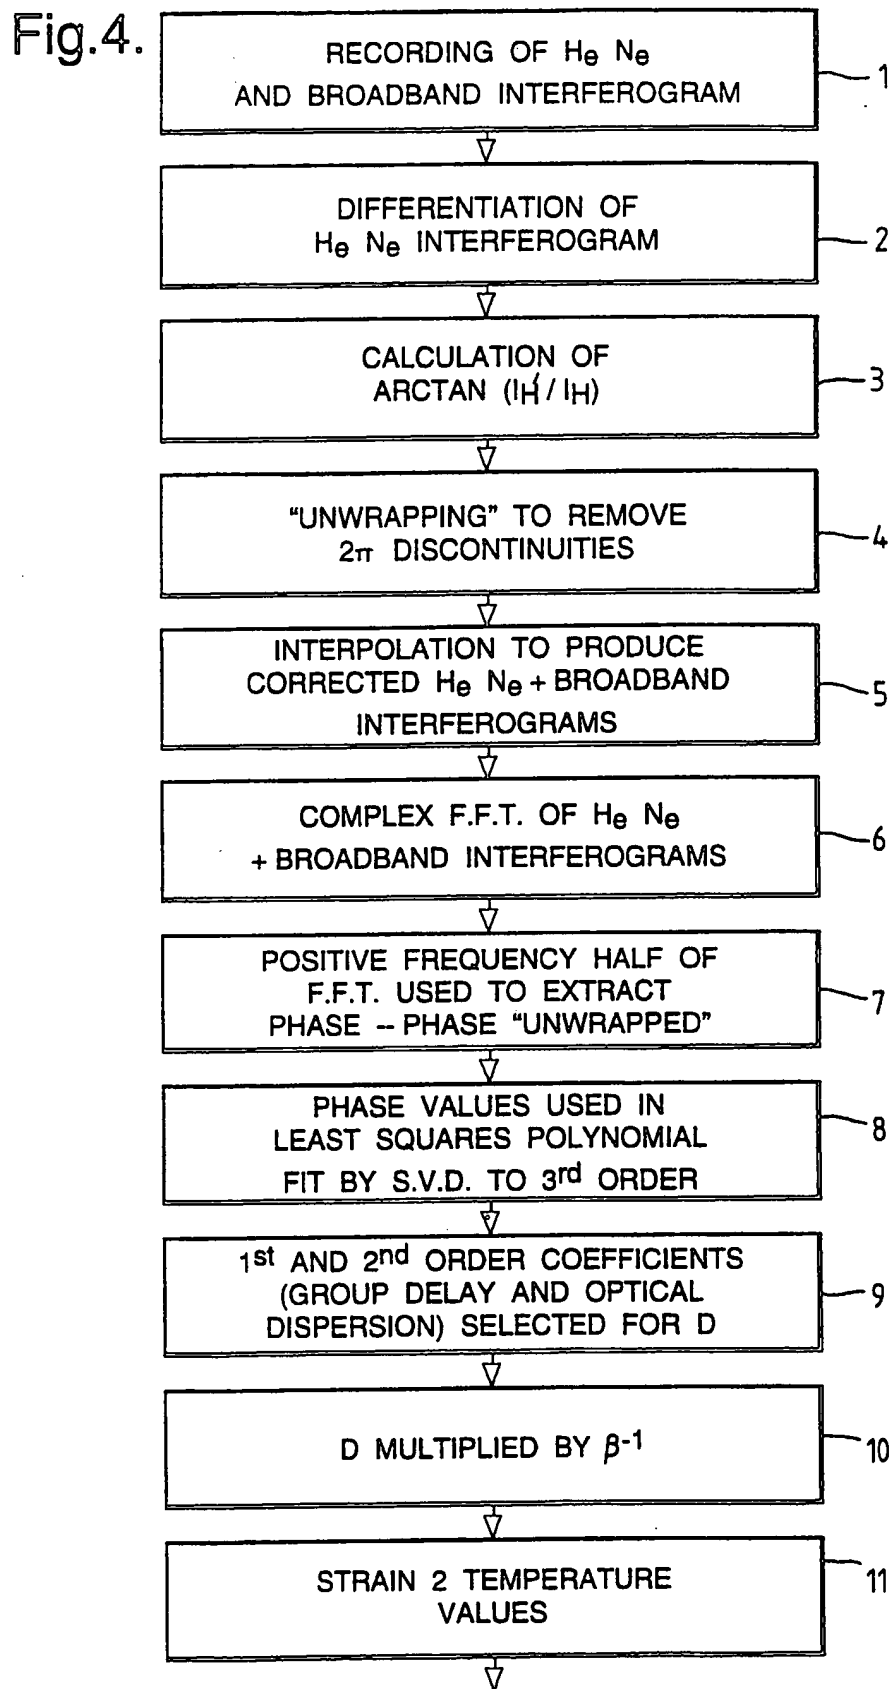 Fig.4.
RECORDING OF He Ne
AND BROADBAND INTERFEROGRAM
1
DIFFERENTIATION OF
He Ne INTERFEROGRAM
2
CALCULATION OF
ARCTAN (IH'/ IH)
3
"UNWRAPPING" TO REMOVE
2π DISCONTINUITIES
4
INTERPOLATION TO PRODUCE
CORRECTED He Ne + BROADBAND
INTERFEROGRAMS
5
COMPLEX F.F.T. OF He Ne
+ BROADBAND INTERFEROGRAMS
6
POSITIVE FREQUENCY HALF OF
F.F.T. USED TO EXTRACT
PHASE -- PHASE "UNWRAPPED"
7
PHASE VALUES USED IN
LEAST SQUARES POLYNOMIAL
FIT BY S.V.D. TO 3rd ORDER
8
1st AND 2nd ORDER COEFFICIENTS
(GROUP DELAY AND OPTICAL
DISPERSION) SELECTED FOR D
9
D MULTIPLIED BY β-1
10
STRAIN 2 TEMPERATURE
VALUES
11